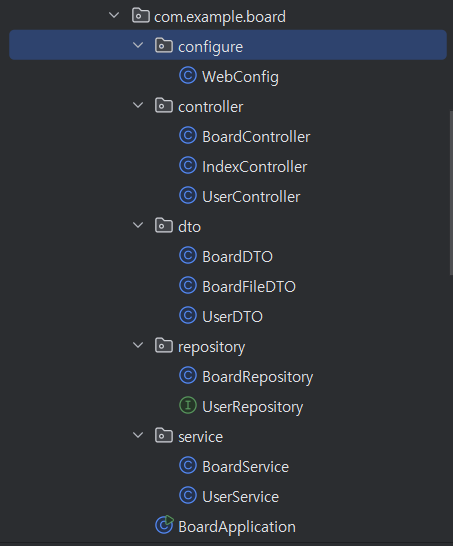 com.example.board
configure
WebConfig
controller
BoardController
IndexController
UserController
dto
BoardDTO
BoardFileDTO
UserDTO
repository
BoardRepository
UserRepository
service
BoardService
UserService
BoardApplication